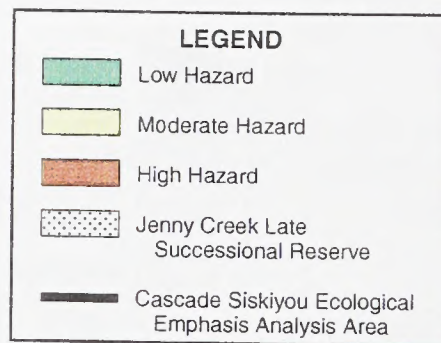 LEGEND
Low Hazard
Moderate Hazard
High Hazard
Jenny Creek Late
Successional Reserve
Cascade Siskiyou Ecological
Emphasis Analysis Area